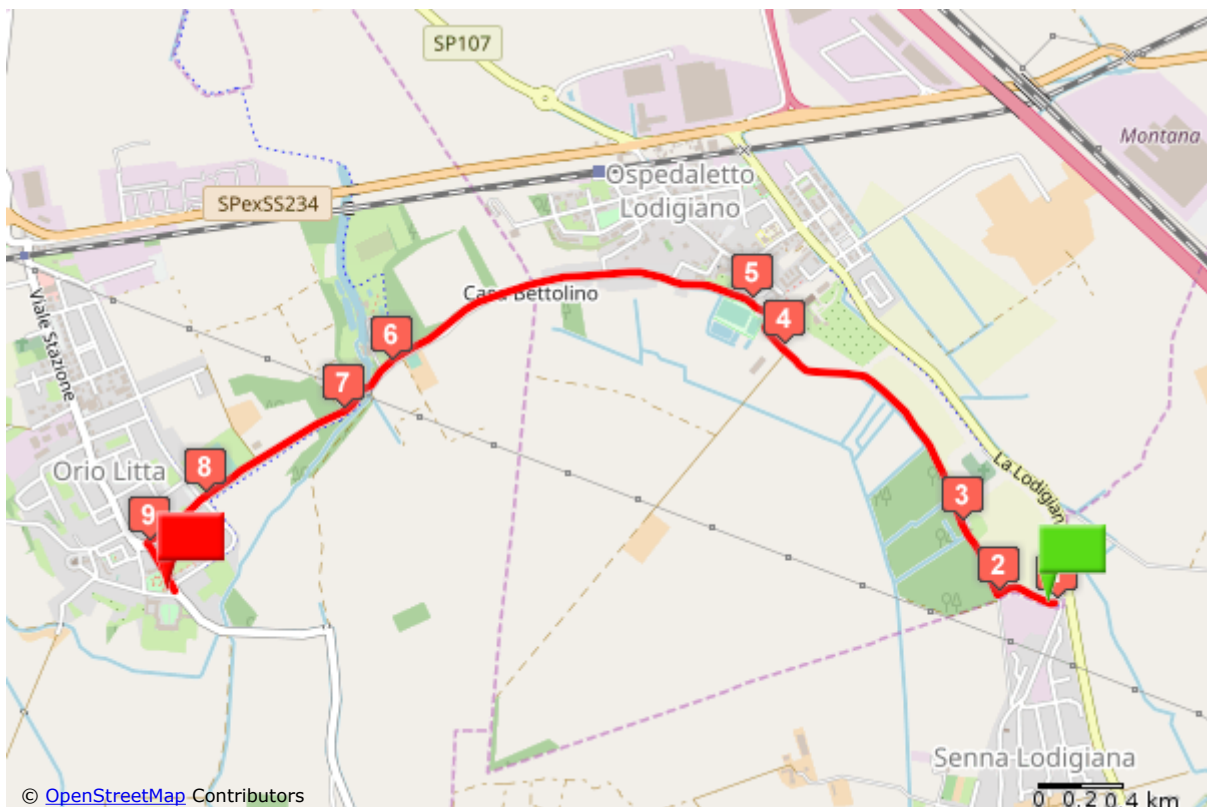 SP107
Montana
Ospedaletto
Lodigiano
SPexSS234
5
Casa Bettolino
4
6
Viale Stazione
7
Orio Litta
8
La Lodigian
3
9
2
Senna Lodigiana
© OpenStreetMap Contributors
0 0.2 0.4 km